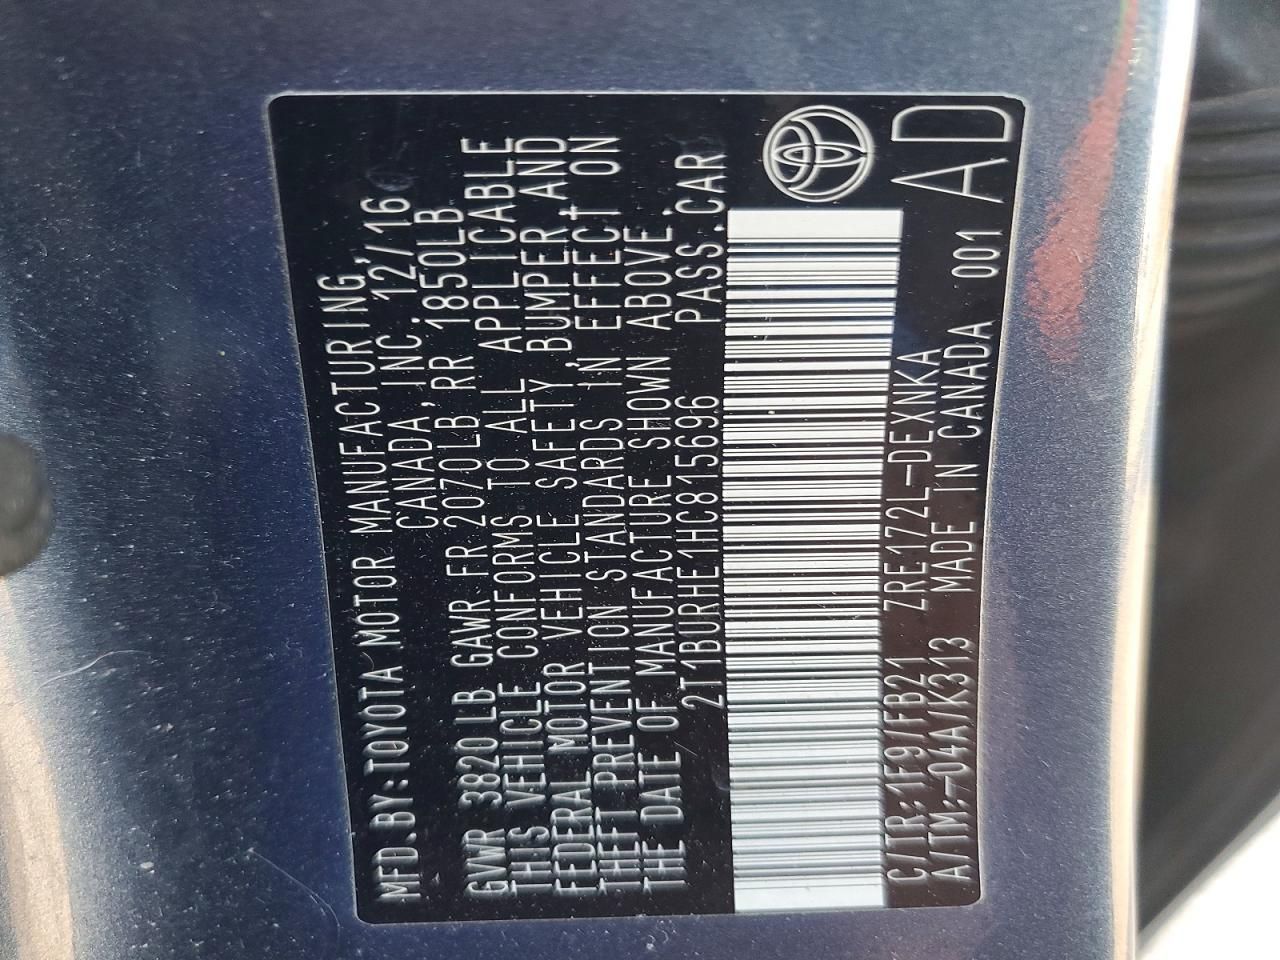 MFD.BY:TOYOTA MOTOR MANUFACTURING,
CANADA, INC. 12/16
GVWR 3820 LB GAWR FR 2070LB RR 1850LB
THIS VEHICLE CONFORMS TO ALL APPLICABLE
FEDERAL MOTOR VEHICLE SAFETY, BUMPER, AND
THEFT PREVENTION STANDARDS IN EFFECT ON
THE DATE OF MANUFACTURE SHOWN ABOVE.
2T1BURHE1HC815696 PASS.CAR
C/TR:1F9/FB21 ZRE172L-DEXNKA
A/TM:-04A/K313 MADE IN CANADA 001
AD